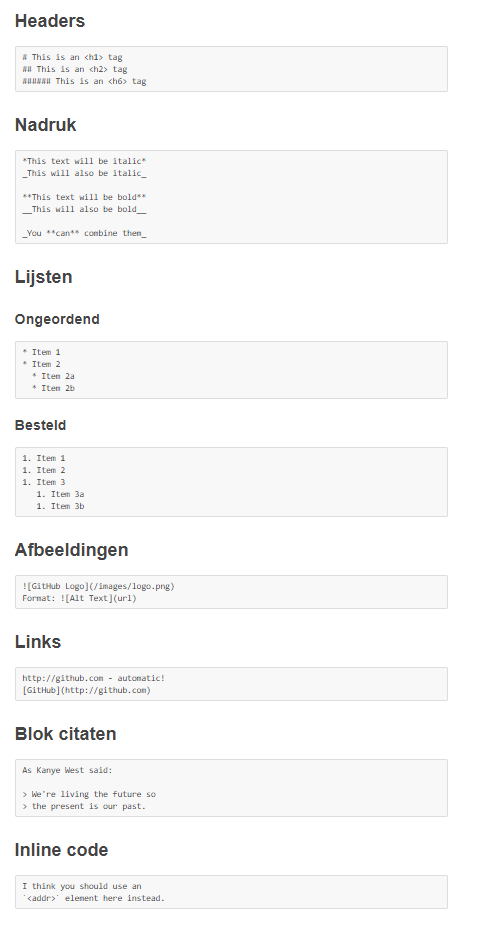 Headers
# This is an <h1> tag
## This is an <h2> tag
###### This is an <h6> tag
Nadruk
*This text will be italic*
_This will also be italic_
**This text will be bold**
__This will also be bold__
_You **can** combine them_
Lijsten
Ongeordend
* Item 1
* Item 2
  * Item 2a
  * Item 2b
Besteld
1. Item 1
1. Item 2
1. Item 3
   1. Item 3a
   1. Item 3b
Afbeeldingen
![GitHub Logo](/images/logo.png)
Format: ![Alt Text](url)
Links
http://github.com - automatic!
[GitHub](http://github.com)
Blok citaten
As Kanye West said:
> We're living the future so
> the present is our past.
Inline code
I think you should use an
`<addr>` element here instead.